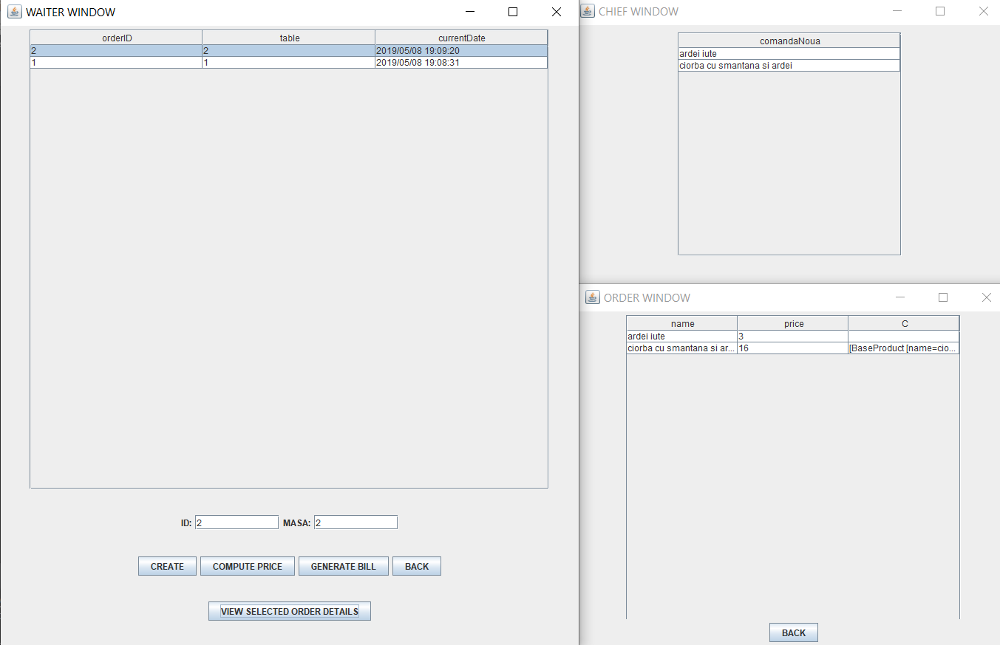 WAITER WINDOW
orderID table currentDate
2 2 2019/05/08 19:09:20
1 1 2019/05/08 19:08:31
ID: 2 MASA: 2
CREATE COMPUTE PRICE GENERATE BILL BACK
VIEW SELECTED ORDER DETAILS
CHIEF WINDOW
comandaNoua
ardei iute
ciorba cu smantana si ardei
ORDER WINDOW
name price C
ardei iute 3
ciorba cu smantana si ar... 16 [BaseProduct [name=cio...
BACK